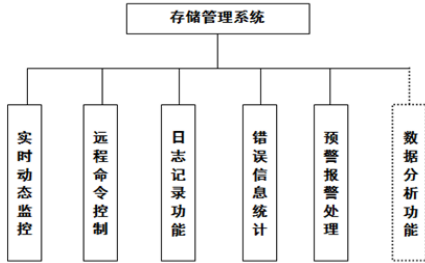 存储管理系统
实时动态监控
远程命令控制
日志记录功能
错误信息统计
预警报警处理
数据分析功能